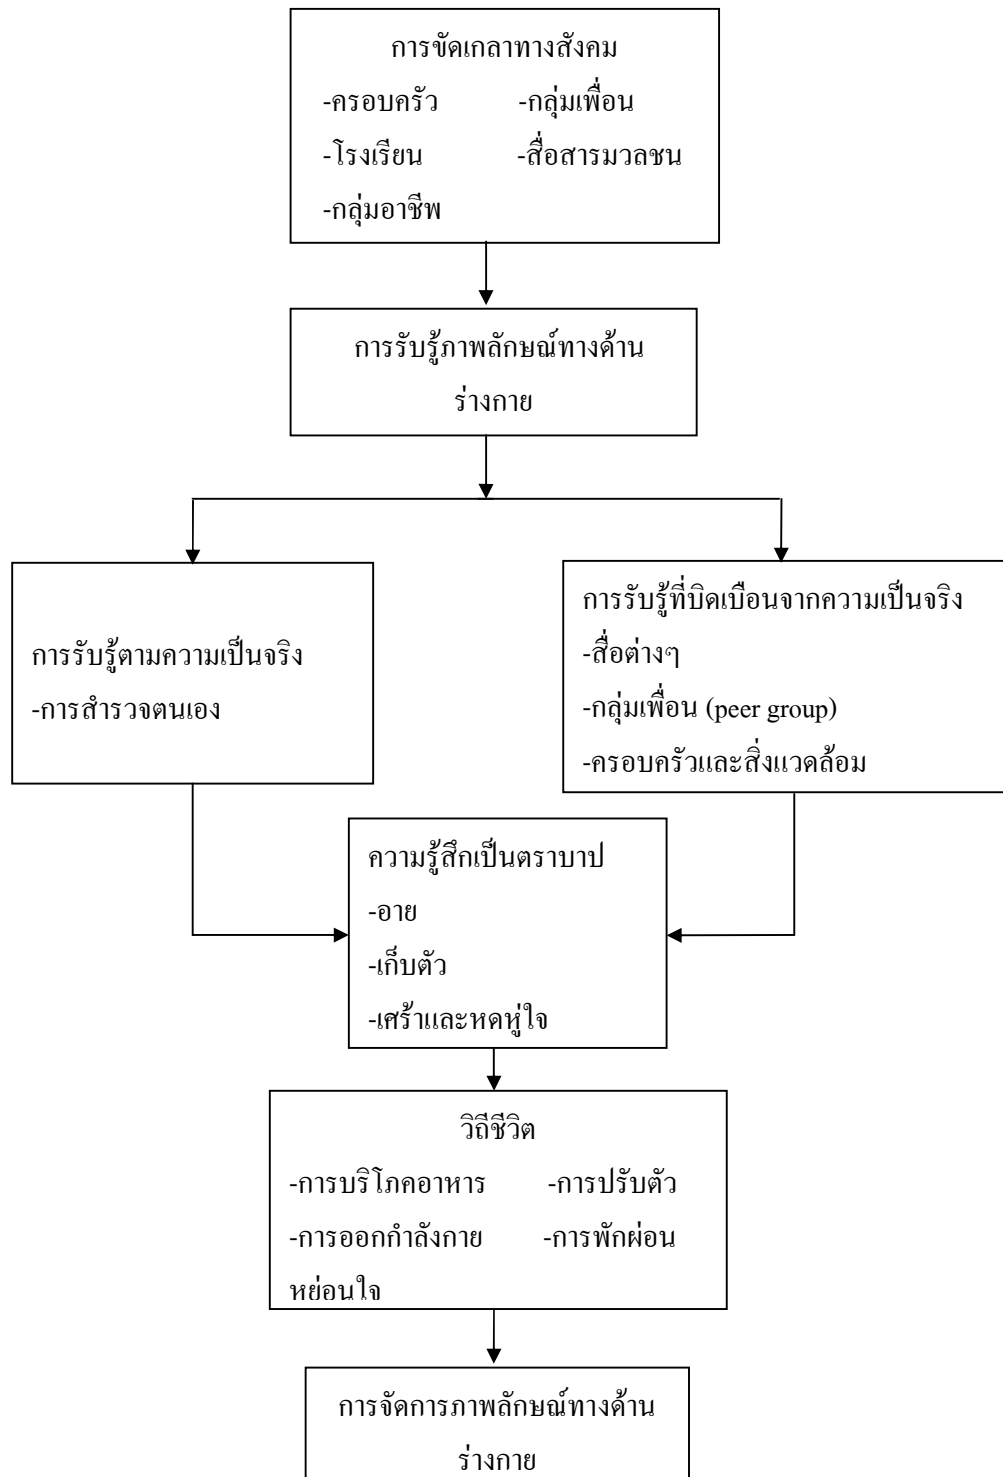 การขัดเกลาทางสังคม
-ครอบครัว -กลุ่มเพื่อน
-โรงเรียน -สื่อสารมวลชน
-กลุ่มอาชีพ
การรับรู้ภาพลักษณ์ทางด้าน
ร่างกาย
การรับรู้ตามความเป็นจริง
-การสำรวจตนเอง
การรับรู้ที่บิดเบือนจากความเป็นจริง
-สื่อต่างๆ
-กลุ่มเพื่อน (peer group)
-ครอบครัวและสิ่งแวดล้อม
ความรู้สึกเป็นตราบาป
-อาย
-เก็บตัว
-เศร้าและหดหู่ใจ
วิถีชีวิต
-การบริโภคอาหาร -การปรับตัว
-การออกกำลังกาย -การพักผ่อน
หย่อนใจ
การจัดการภาพลักษณ์ทางด้าน
ร่างกาย